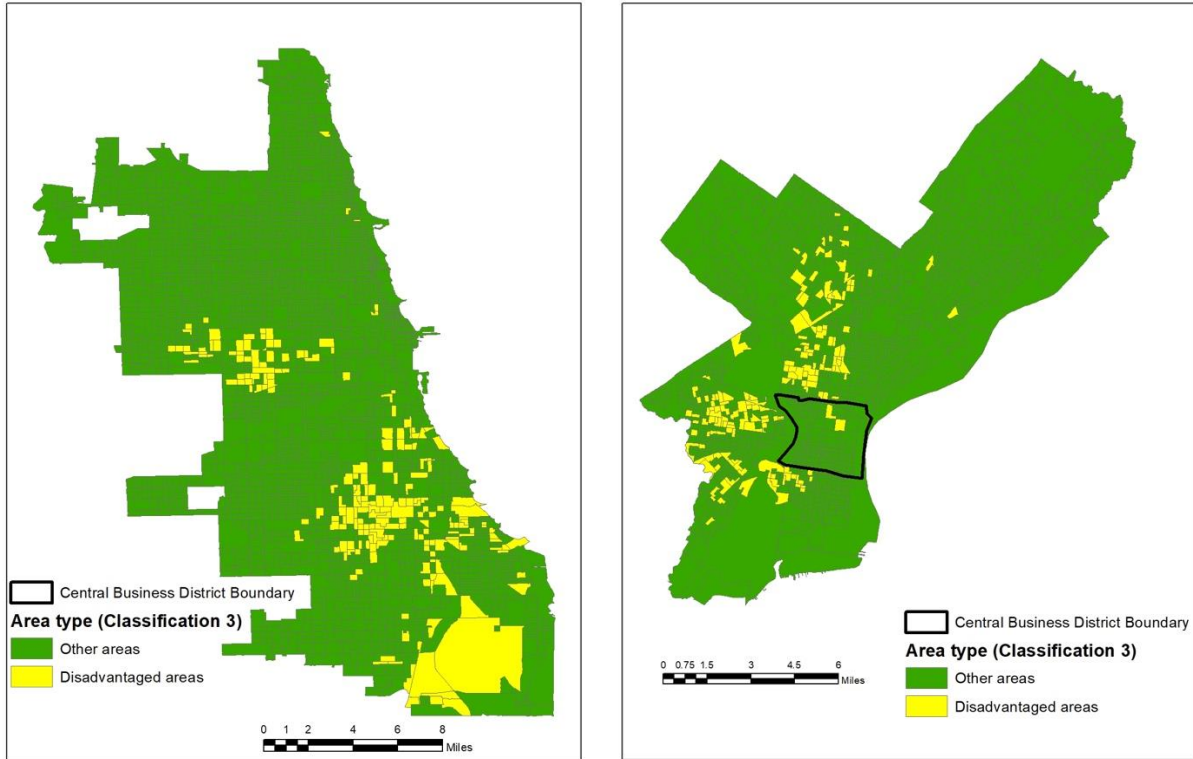 Central Business District Boundary
Area type (Classification 3)
Other areas
Disadvantaged areas
0 1 2 4 6 8
Miles
Central Business District Boundary
Area type (Classification 3)
Other areas
Disadvantaged areas
0 0.75 1.5 3 4.5 6
Miles